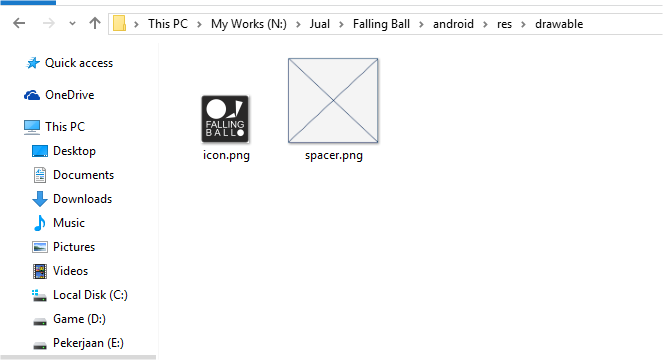 This PC > My Works (N:) > Jual > Falling Ball > android > res > drawable
Quick access
OneDrive
This PC
Desktop
Documents
Downloads
Music
Pictures
Videos
Local Disk (C:)
Game (D:)
Pekerjaan (E:)
FALLING
BALL
icon.png
spacer.png